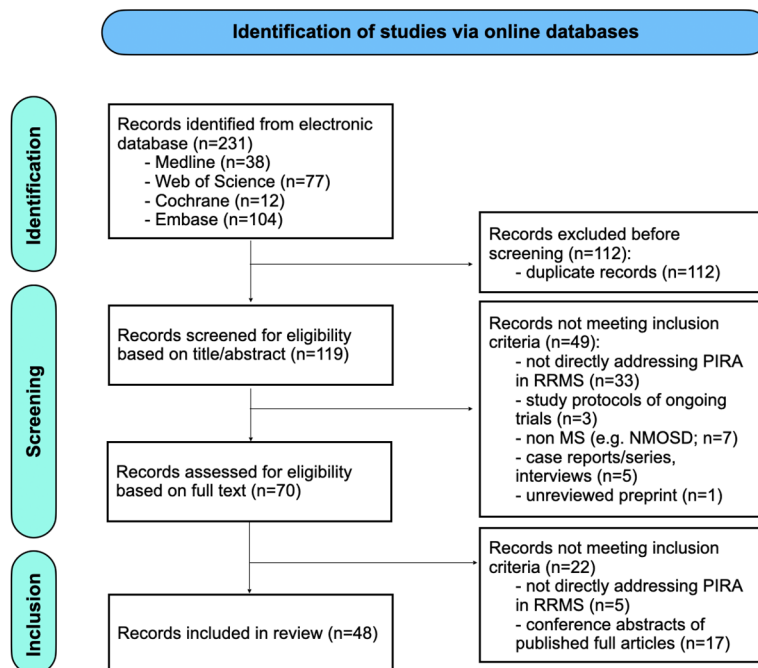 Identification of studies via online databases
Identification
Records identified from electronic
database (n=231)
- Medline (n=38)
- Web of Science (n=77)
- Cochrane (n=12)
- Embase (n=104)
Records excluded before
screening (n=112):
- duplicate records (n=112)
Screening
Records screened for eligibility
based on title/abstract (n=119)
Records not meeting inclusion
criteria (n=49):
- not directly addressing PIRA
in RRMS (n=33)
- study protocols of ongoing
trials (n=3)
- non MS (e.g. NMOSD; n=7)
- case reports/series,
interviews (n=5)
- unreviewed preprint (n=1)
Records assessed for eligibility
based on full text (n=70)
Records not meeting inclusion
criteria (n=22)
- not directly addressing PIRA
in RRMS (n=5)
- conference abstracts of
published full articles (n=17)
Inclusion
Records included in review (n=48)